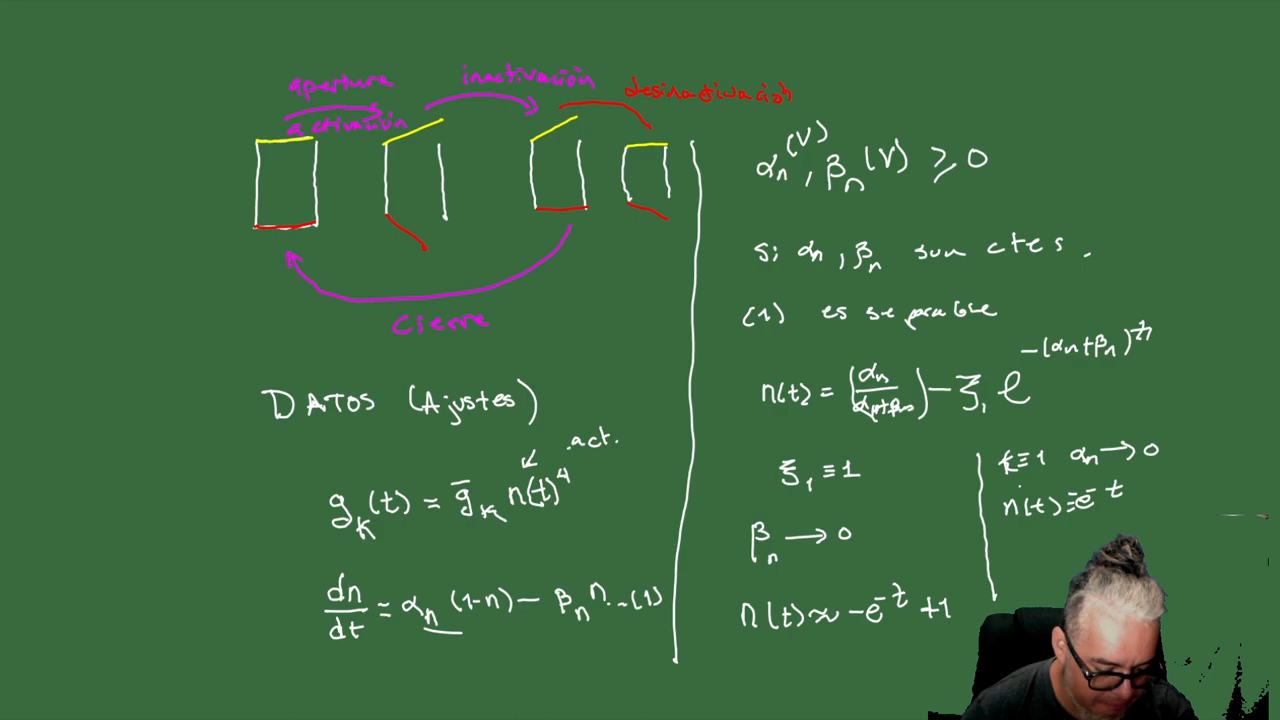 apertura
activación
inactivación
desinactivación
cierre
DATOS (Ajustes)
act.
g_K(t) = \bar{g}_K n(t)^4
dn/dt = α_n (1-n) - β_n n ...(1)
α_n(V), β_n(V) ≥ 0
Si α_n, β_n son ctes.
(1) es separable
n(t) = (α_n/(α_n+β_n)) - ξ_1 e^{-(α_n+β_n)t}
ξ_1 ≡ 1
β_n → 0
n(t) ≈ -e^{-t} + 1
≡ 1 α_n → 0
n(t) = e^{-t}